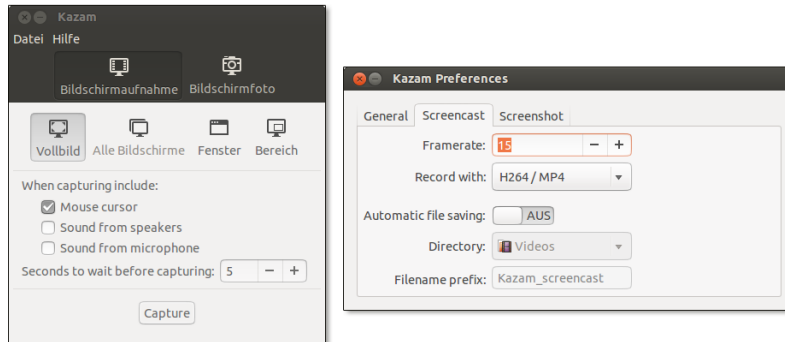 Kazam
Datei Hilfe
Bildschirmaufnahme Bildschirmfoto
Vollbild Alle Bildschirme Fenster Bereich
When capturing include:
Mouse cursor
Sound from speakers
Sound from microphone
Seconds to wait before capturing: 5 − +
Capture
Kazam Preferences
General Screencast Screenshot
Framerate: 15 − +
Record with: H264 / MP4
Automatic file saving: AUS
Directory: Videos
Filename prefix: Kazam_screencast